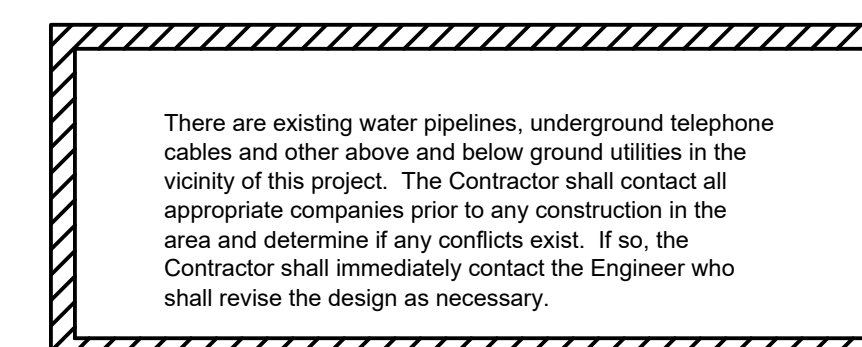 There are existing water pipelines, underground telephone
cables and other above and below ground utilities in the
vicinity of this project.  The Contractor shall contact all
appropriate companies prior to any construction in the
area and determine if any conflicts exist.  If so, the
Contractor shall immediately contact the Engineer who
shall revise the design as necessary.